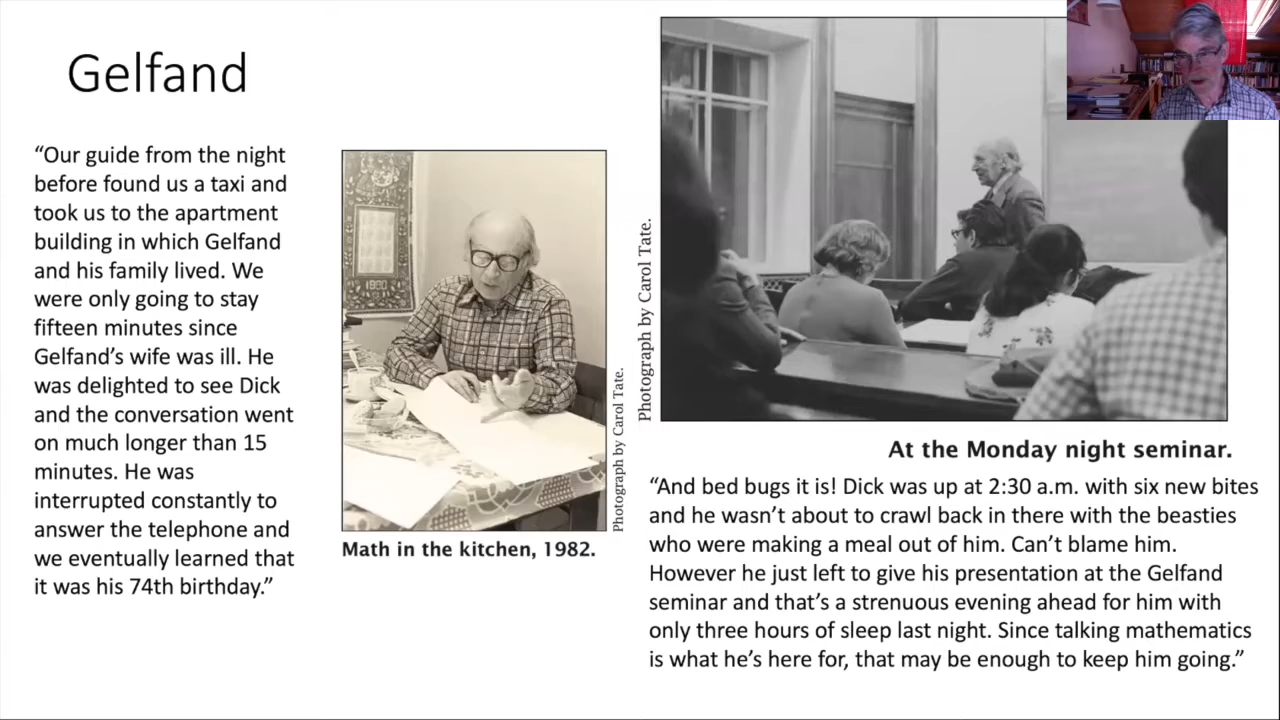 Gelfand
“Our guide from the night
before found us a taxi and
took us to the apartment
building in which Gelfand
and his family lived. We
were only going to stay
fifteen minutes since
Gelfand’s wife was ill. He
was delighted to see Dick
and the conversation went
on much longer than 15
minutes. He was
interrupted constantly to
answer the telephone and
we eventually learned that
it was his 74th birthday.”
1980
Photograph by Carol Tate.
Math in the kitchen, 1982.
Photograph by Carol Tate.
At the Monday night seminar.
“And bed bugs it is! Dick was up at 2:30 a.m. with six new bites
and he wasn’t about to crawl back in there with the beasties
who were making a meal out of him. Can’t blame him.
However he just left to give his presentation at the Gelfand
seminar and that’s a strenuous evening ahead for him with
only three hours of sleep last night. Since talking mathematics
is what he’s here for, that may be enough to keep him going.”